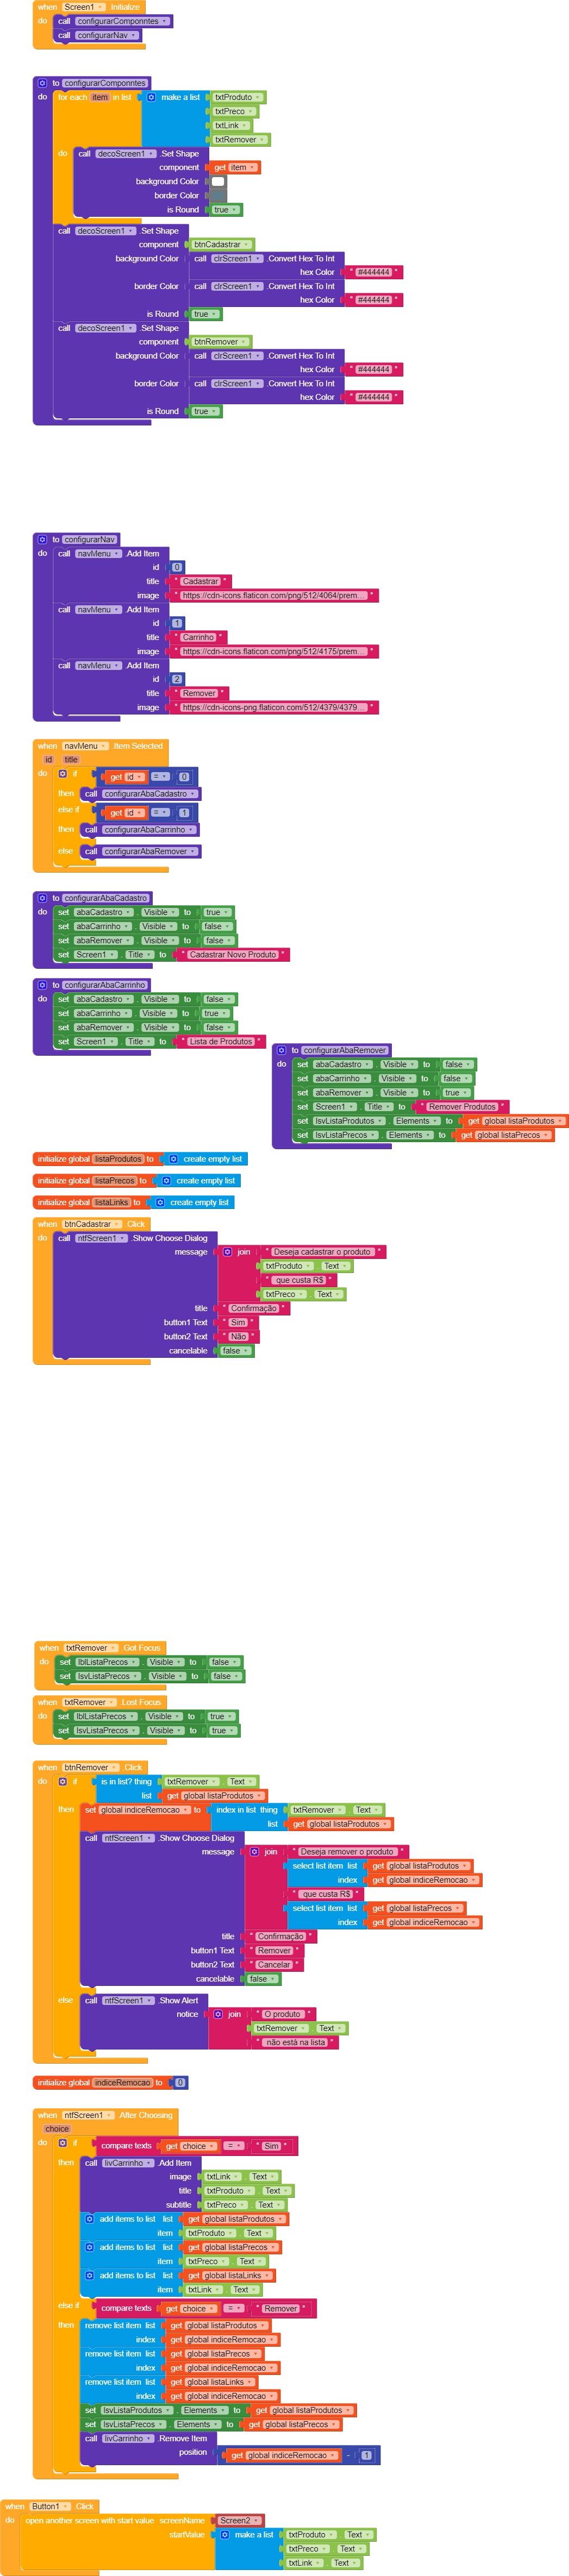 when Screen1 .Initialize
do call configurarComponntes
call configurarNav
to configurarComponntes
do for each item in list make a list txtProduto
txtPreco
txtLink
txtRemover
do call decoScreen1 .Set Shape
component get item
background Color
border Color
is Round true
call decoScreen1 .Set Shape
component btnCadastrar
background Color call clrScreen1 .Convert Hex To Int
hex Color " #444444 "
border Color call clrScreen1 .Convert Hex To Int
hex Color " #444444 "
is Round true
call decoScreen1 .Set Shape
component btnRemover
background Color call clrScreen1 .Convert Hex To Int
hex Color " #444444 "
border Color call clrScreen1 .Convert Hex To Int
hex Color " #444444 "
is Round true
to configurarNav
do call navMenu .Add Item
id 0
title " Cadastrar "
image " https://cdn-icons.flaticon.com/png/512/4064/prem... "
call navMenu .Add Item
id 1
title " Carrinho "
image " https://cdn-icons.flaticon.com/png/512/4175/prem... "
call navMenu .Add Item
id 2
title " Remover "
image " https://cdn-icons-png.flaticon.com/512/4379/4379... "
when navMenu .Item Selected
id title
do if get id = 0
then call configurarAbaCadastro
else if get id = 1
then call configurarAbaCarrinho
else call configurarAbaRemover
to configurarAbaCadastro
do set abaCadastro . Visible to true
set abaCarrinho . Visible to false
set abaRemover . Visible to false
set Screen1 . Title to " Cadastrar Novo Produto "
to configurarAbaCarrinho
do set abaCadastro . Visible to false
set abaCarrinho . Visible to true
set abaRemover . Visible to false
set Screen1 . Title to " Lista de Produtos "
to configurarAbaRemover
do set abaCadastro . Visible to false
set abaCarrinho . Visible to false
set abaRemover . Visible to true
set Screen1 . Title to " Remover Produtos "
set lsvListaProdutos . Elements to get global listaProdutos
set lsvListaPrecos . Elements to get global listaPrecos
initialize global listaProdutos to create empty list
initialize global listaPrecos to create empty list
initialize global listaLinks to create empty list
when btnCadastrar .Click
do call ntfScreen1 .Show Choose Dialog
message join " Deseja cadastrar o produto "
txtProduto . Text
" que custa R$ "
txtPreco . Text
title " Confirmação "
button1 Text " Sim "
button2 Text " Não "
cancelable false
when txtRemover .Got Focus
do set lblListaPrecos . Visible to false
set lsvListaPrecos . Visible to false
when txtRemover .Lost Focus
do set lblListaPrecos . Visible to true
set lsvListaPrecos . Visible to true
when btnRemover .Click
do if is in list? thing txtRemover . Text
list get global listaProdutos
then set global indiceRemocao to index in list thing txtRemover . Text
list get global listaProdutos
call ntfScreen1 .Show Choose Dialog
message join " Deseja remover o produto "
select list item list get global listaProdutos
index get global indiceRemocao
" que custa R$ "
select list item list get global listaPrecos
index get global indiceRemocao
title " Confirmação "
button1 Text " Remover "
button2 Text " Cancelar "
cancelable false
else call ntfScreen1 .Show Alert
notice join " O produto "
txtRemover . Text
" não está na lista "
initialize global indiceRemocao to 0
when ntfScreen1 .After Choosing
choice
do if compare texts get choice = " Sim "
then call livCarrinho .Add Item
image txtLink . Text
title txtProduto . Text
subtitle txtPreco . Text
add items to list list get global listaProdutos
item txtProduto . Text
add items to list list get global listaPrecos
item txtPreco . Text
add items to list list get global listaLinks
item txtLink . Text
else if compare texts get choice = " Remover "
then remove list item list get global listaProdutos
index get global indiceRemocao
remove list item list get global listaPrecos
index get global indiceRemocao
remove list item list get global listaLinks
index get global indiceRemocao
set lsvListaProdutos . Elements to get global listaProdutos
set lsvListaPrecos . Elements to get global listaPrecos
call livCarrinho .Remove Item
position get global indiceRemocao - 1
when Button1 .Click
do open another screen with start value screenName Screen2
startValue make a list txtProduto . Text
txtPreco . Text
txtLink . Text